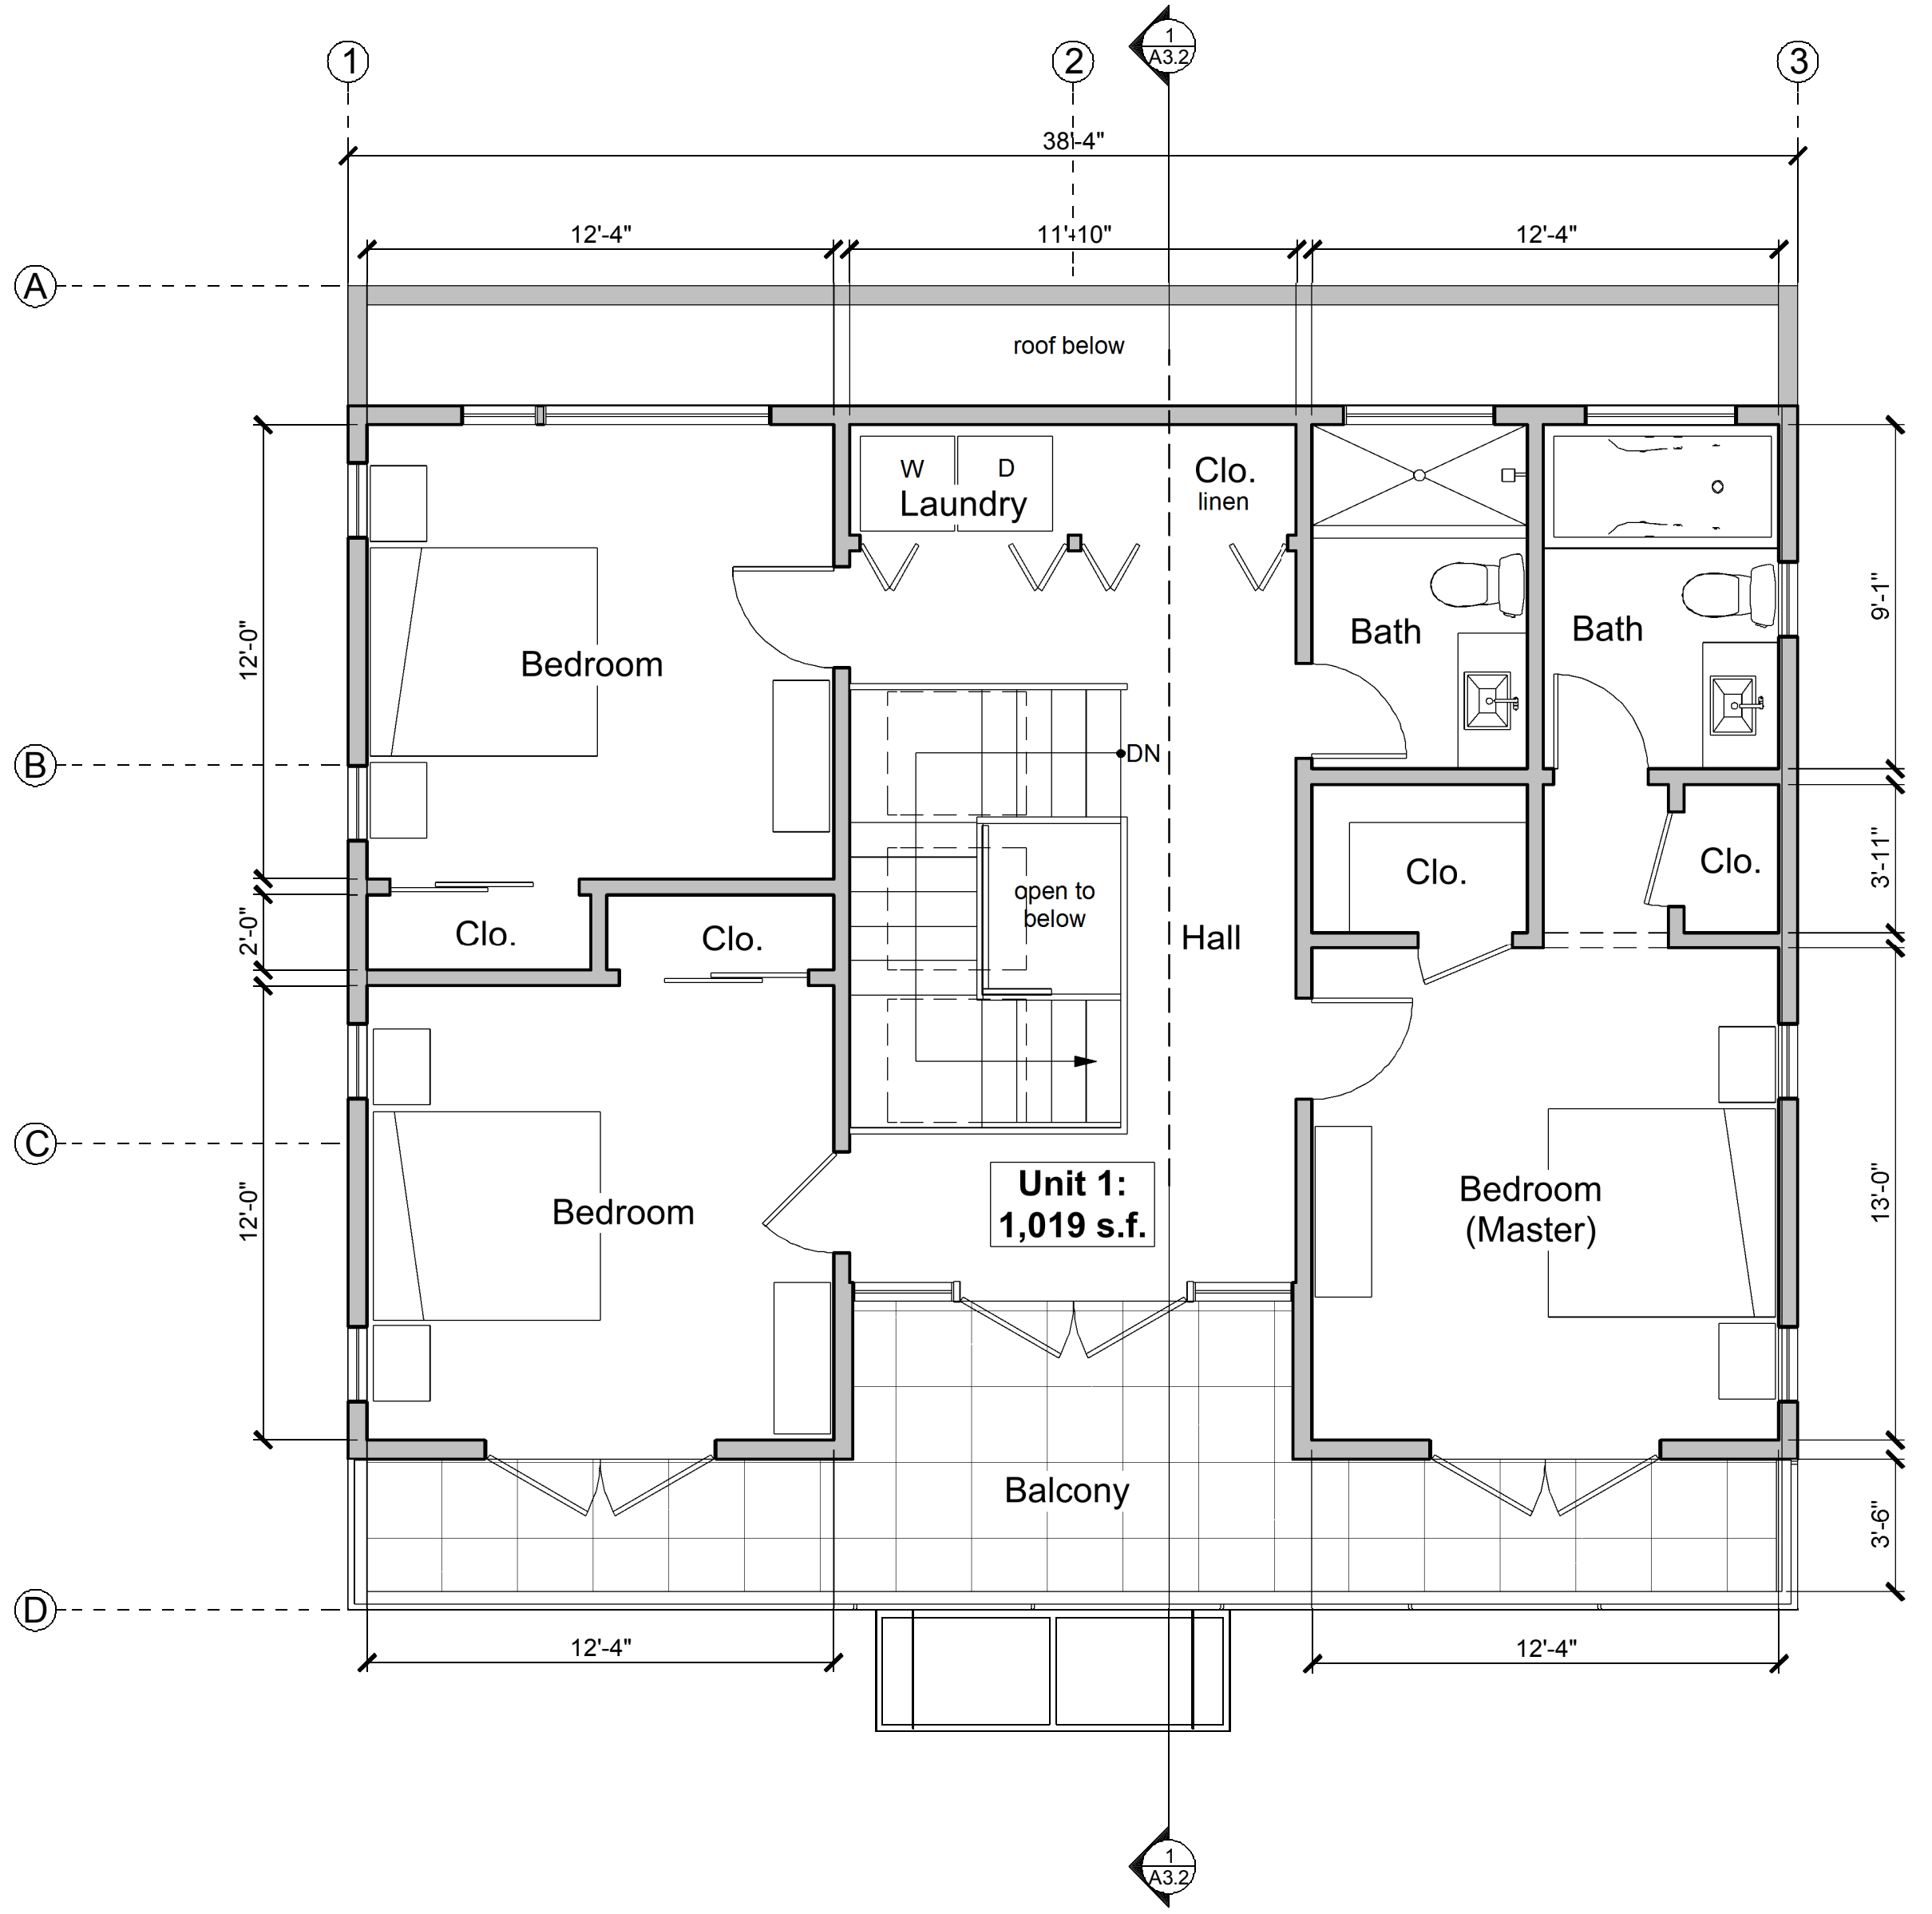 1
A3.2
1
2
3
38'-4"
12'-4"
11'-10"
12'-4"
A
roof below
W
D
Laundry
Clo.
linen
Bath
Bath
9'-1"
12'-0"
Bedroom
B
DN
Clo.
Clo.
3'-11"
open to
below
Clo.
Clo.
2'-0"
Hall
C
Unit 1:
1,019 s.f.
Bedroom
(Master)
13'-0"
12'-0"
Bedroom
Balcony
3'-6"
D
12'-4"
12'-4"
1
A3.2